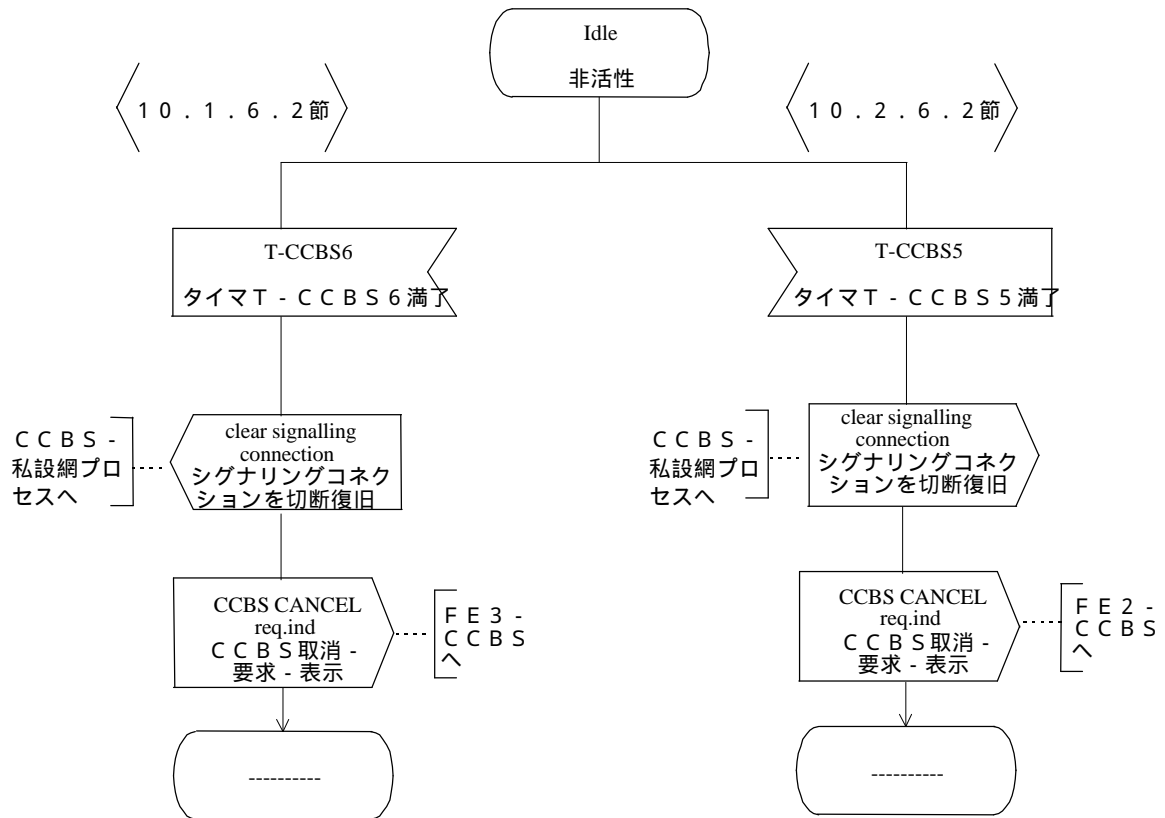 Idle
非活性
１０．１．６．２節
１０．２．６．２節
T-CCBS6
タイマＴ‐ＣＣＢＳ６満了
T-CCBS5
タイマＴ‐ＣＣＢＳ５満了
ＣＣＢＳ‐
私設網プロ
セスへ
clear signalling
connection
シグナリングコネク
ションを切断復旧
ＣＣＢＳ‐
私設網プロ
セスへ
clear signalling
connection
シグナリングコネク
ションを切断復旧
CCBS CANCEL
req.ind
ＣＣＢＳ取消‐
要求‐表示
ＦＥ３‐
ＣＣＢＳ
へ
CCBS CANCEL
req.ind
ＣＣＢＳ取消‐
要求‐表示
ＦＥ２‐
ＣＣＢＳ
へ
----------
----------